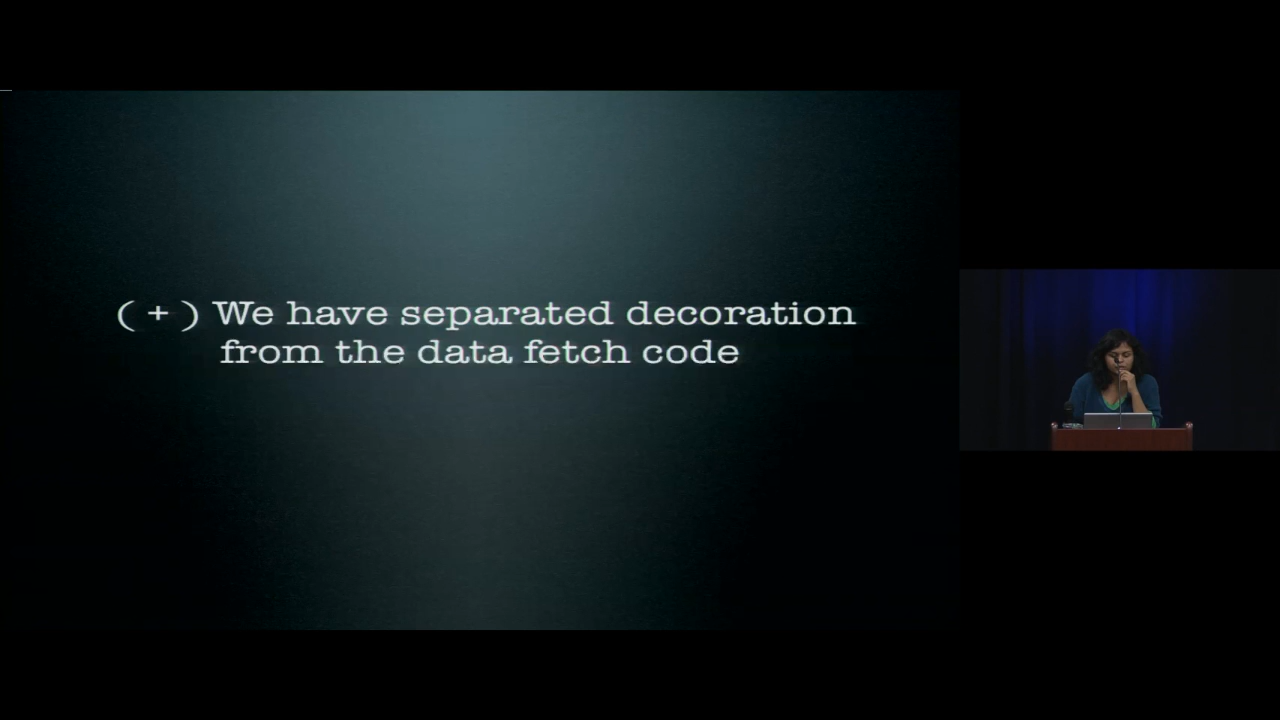 ( + ) We have separated decoration
from the data fetch code